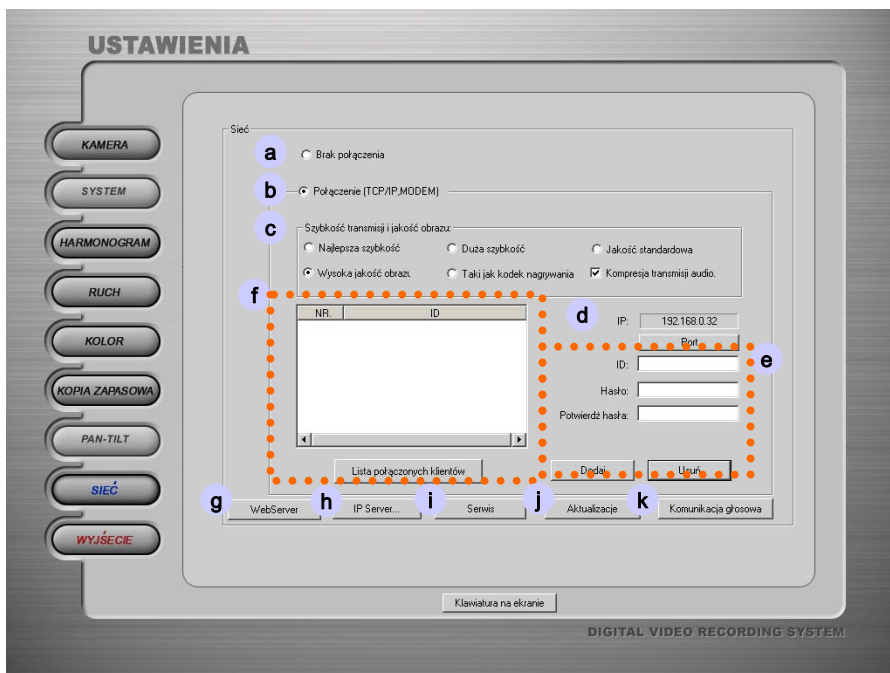 USTAWIENIA
KAMERA
SYSTEM
HARMONOGRAM
RUCH
KOLOR
KOPIA ZAPASOWA
PAN-TILT
SIEĆ
WYJŚECIE
Sieć
a Brak połączenia
b Połączenie (TCP/IP,MODEM)
c Szybkość transmisji i jakość obrazu:
Najlepsza szybkość Duża szybkość Jakość standardowa
Wysoka jakość obrazu Taki jak kodek nagrywania Kompresja transmisji audio.
f
NR. ID
d IP: 192.168.0.32
Port
e
ID:
Hasło:
Potwierdź hasła:
Lista połączonych klientów Dodaj Usuń
g h i j k
WebServer IP Server... Serwis Aktualizacje Komunikacja głosowa
Klawiatura na ekranie
DIGITAL VIDEO RECORDING SYSTEM